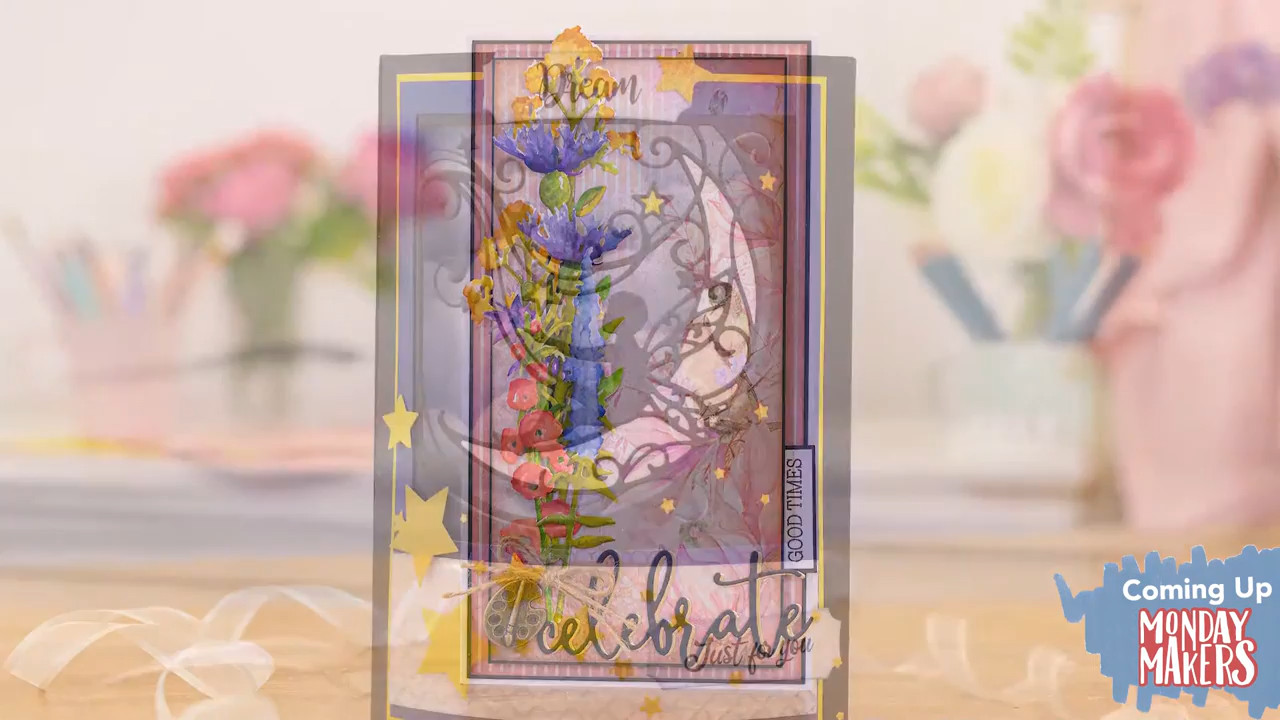 Dream
GOOD TIMES
celebrate
Just for you
Coming Up
MONDAY
MAKERS